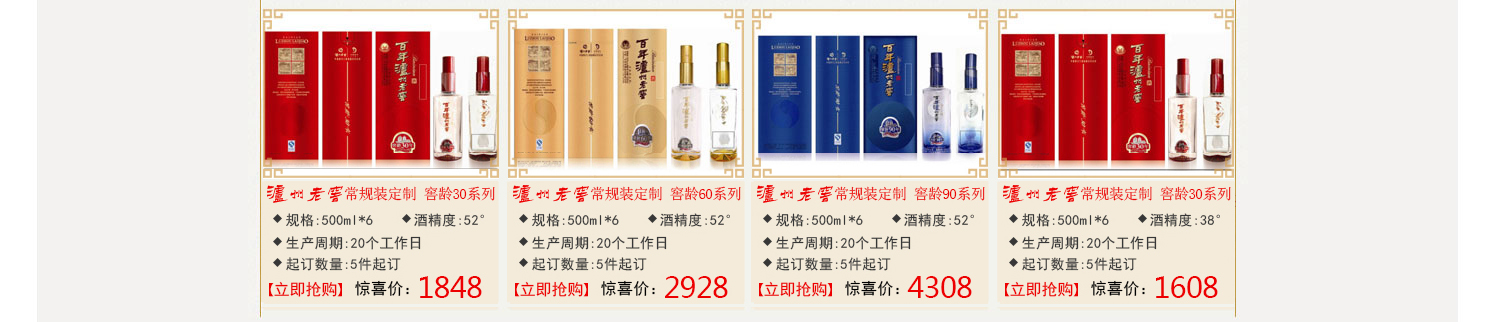 百年泸州老窖
百年泸州老窖
百年泸州老窖
百年泸州老窖
泸州老窖常规装定制 窖龄30系列
◆规格:500ml*6 ◆酒精度:52°
◆生产周期:20个工作日
◆起订数量:5件起订
【立即抢购】 惊喜价: 1848
泸州老窖常规装定制 窖龄60系列
◆规格:500ml*6 ◆酒精度:52°
◆生产周期:20个工作日
◆起订数量:5件起订
【立即抢购】 惊喜价: 2928
泸州老窖常规装定制 窖龄90系列
◆规格:500ml*6 ◆酒精度:52°
◆生产周期:20个工作日
◆起订数量:5件起订
【立即抢购】 惊喜价: 4308
泸州老窖常规装定制 窖龄30系列
◆规格:500ml*6 ◆酒精度:38°
◆生产周期:20个工作日
◆起订数量:5件起订
【立即抢购】 惊喜价: 1608